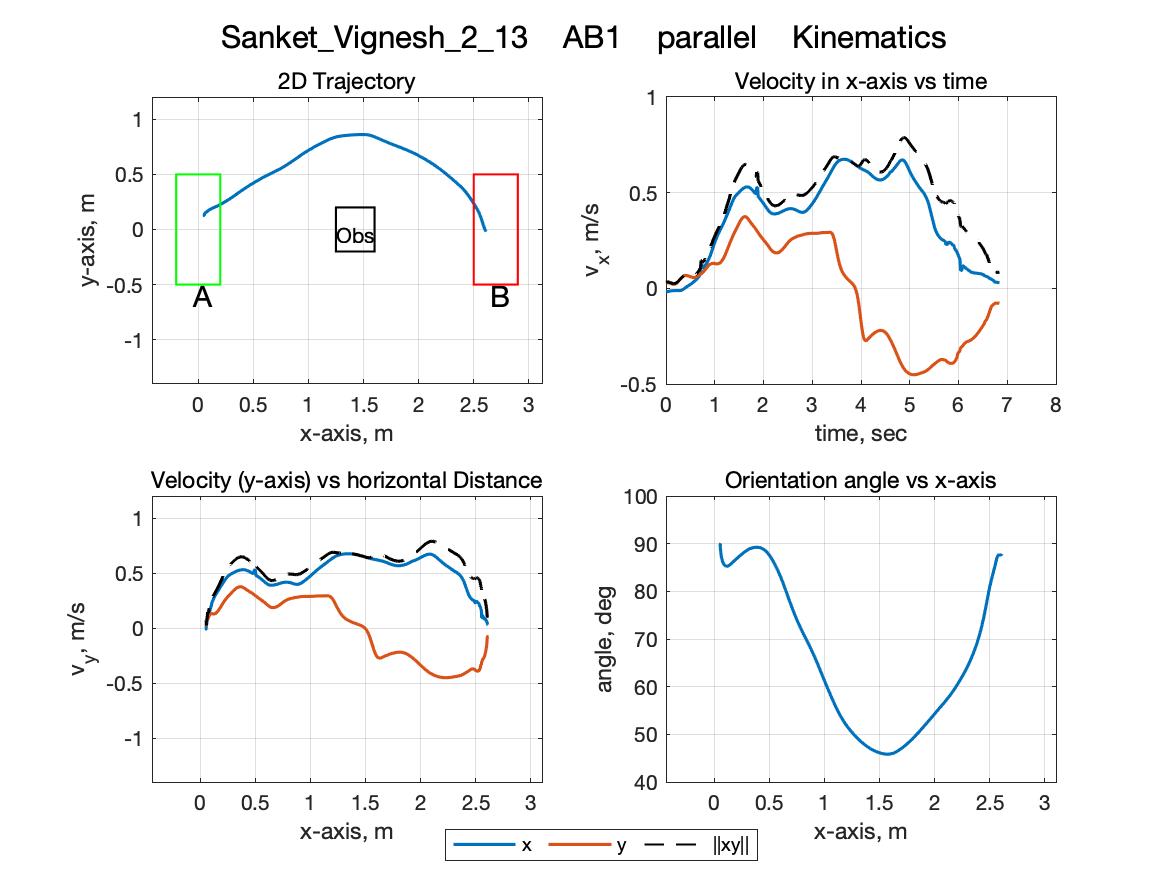 Sanket_Vignesh_2_13 AB1 parallel Kinematics
2D Trajectory
1
0.5
0
-0.5
-1
y-axis, m
A
Obs
B
0 0.5 1 1.5 2 2.5 3
x-axis, m
Velocity in x-axis vs time
1
0.5
0
-0.5
v_x, m/s
0 1 2 3 4 5 6 7 8
time, sec
Velocity (y-axis) vs horizontal Distance
1
0.5
0
-0.5
-1
v_y, m/s
0 0.5 1 1.5 2 2.5 3
x-axis, m
Orientation angle vs x-axis
100
90
80
70
60
50
40
angle, deg
0 0.5 1 1.5 2 2.5 3
x-axis, m
x y ||xy||